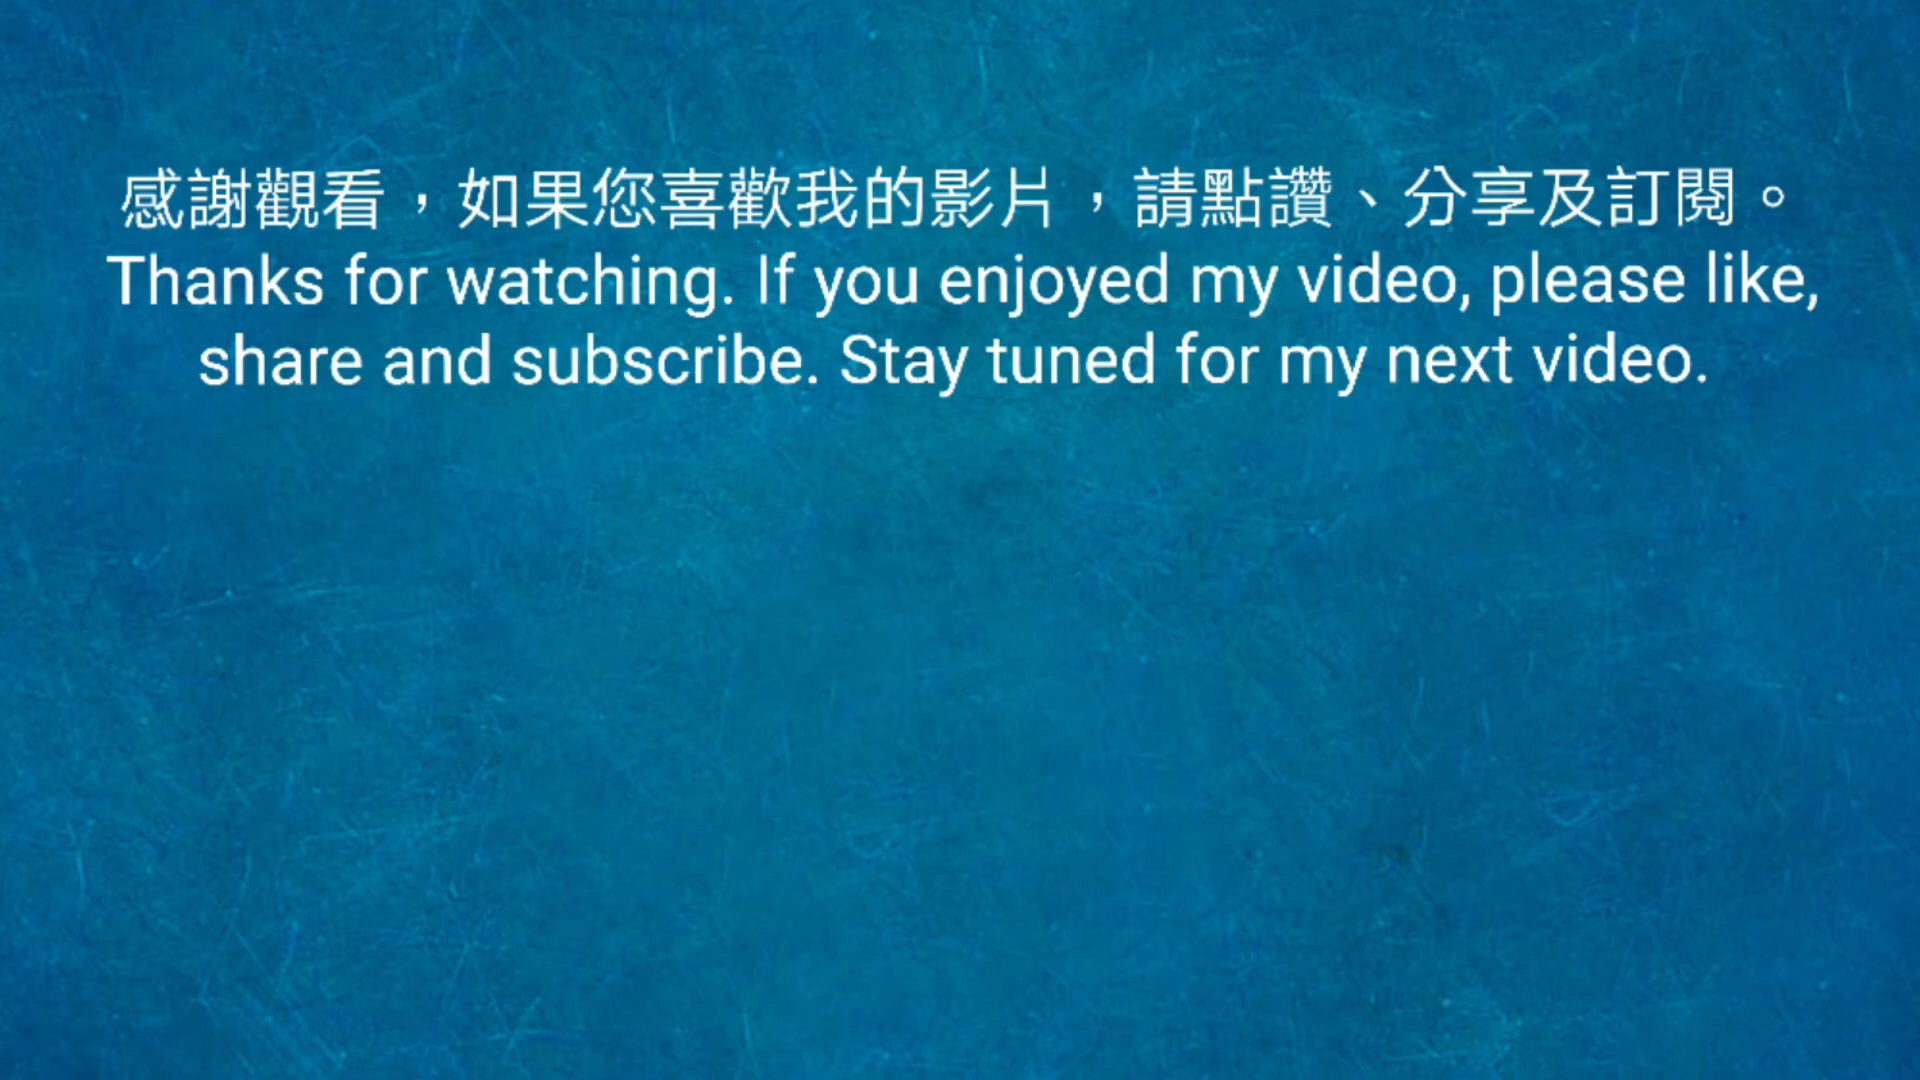 感謝觀看，如果您喜歡我的影片，請點讚、分享及訂閱。
Thanks for watching. If you enjoyed my video, please like,
share and subscribe. Stay tuned for my next video.